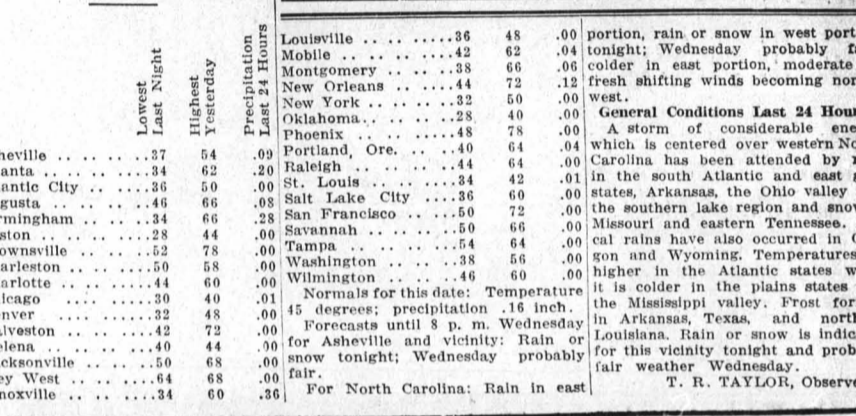 Lowest
Last Night
Highest
Yesterday
Precipitation
Last 24 Hours
heville .. .. .. ..37 54 .09
anta .. .. .. .. ..34 62 .20
antic City .. .. ..36 50 .00
gusta .. .. .. .. ..46 66 .08
rmingham .. .. .. ..34 66 .28
ston .. .. .. .. ..28 44 .00
ownsville .. .. .. ..52 78 .00
arleston .. .. .. ..50 58 .00
arlotte .. .. .. ..44 60 .00
icago .. .. .. .. ..30 40 .01
nver .. .. .. .. ..32 48 .00
lveston .. .. .. ..42 72 .00
elena .. .. .. .. ..40 44 .00
cksonville .. .. ..50 68 .00
ey West .. .. .. ..64 68 .00
noxville .. .. .. ..34 60 .36
Louisville .. .. .. ..36 48 .00
Mobile .. .. .. .. ..42 62 .04
Montgomery .. .. ..38 66 .06
New Orleans .. .. ..44 72 .12
New York .. .. .. ..32 50 .00
Oklahoma.. .. .. ..28 40 .00
Phoenix .. .. .. ..48 78 .00
Portland, Ore. .. ..40 64 .04
Raleigh .. .. .. ..44 64 .00
St. Louis .. .. .. ..34 42 .01
Salt Lake City .. ..36 60 .00
San Francisco .. ..50 72 .00
Savannah .. .. .. ..50 66 .00
Tampa .. .. .. .. ..54 64 .00
Washington .. .. ..38 56 .00
Wilmington .. .. ..46 60 .00
Normals for this date: Temperature
45 degrees; precipitation .16 inch.
Forecasts until 8 p. m. Wednesday
for Asheville and vicinity: Rain or
snow tonight; Wednesday probably
fair.
For North Carolina: Rain in east
portion, rain or snow in west port
tonight; Wednesday probably fa
colder in east portion, moderate
fresh shifting winds becoming nor
west.
General Conditions Last 24 Hour
A storm of considerable ene
which is centered over western No
Carolina has been attended by
in the south Atlantic and east
states, Arkansas, the Ohio valley
the southern lake region and snow
Missouri and eastern Tennessee.
cal rains have also occurred in
gon and Wyoming. Temperatures
higher in the Atlantic states w
it is colder in the plains states
the Mississippi valley. Frost for
in Arkansas, Texas, and north
Louisiana. Rain or snow is indic
for this vicinity tonight and prob
fair weather Wednesday.
T. R. TAYLOR, Observe